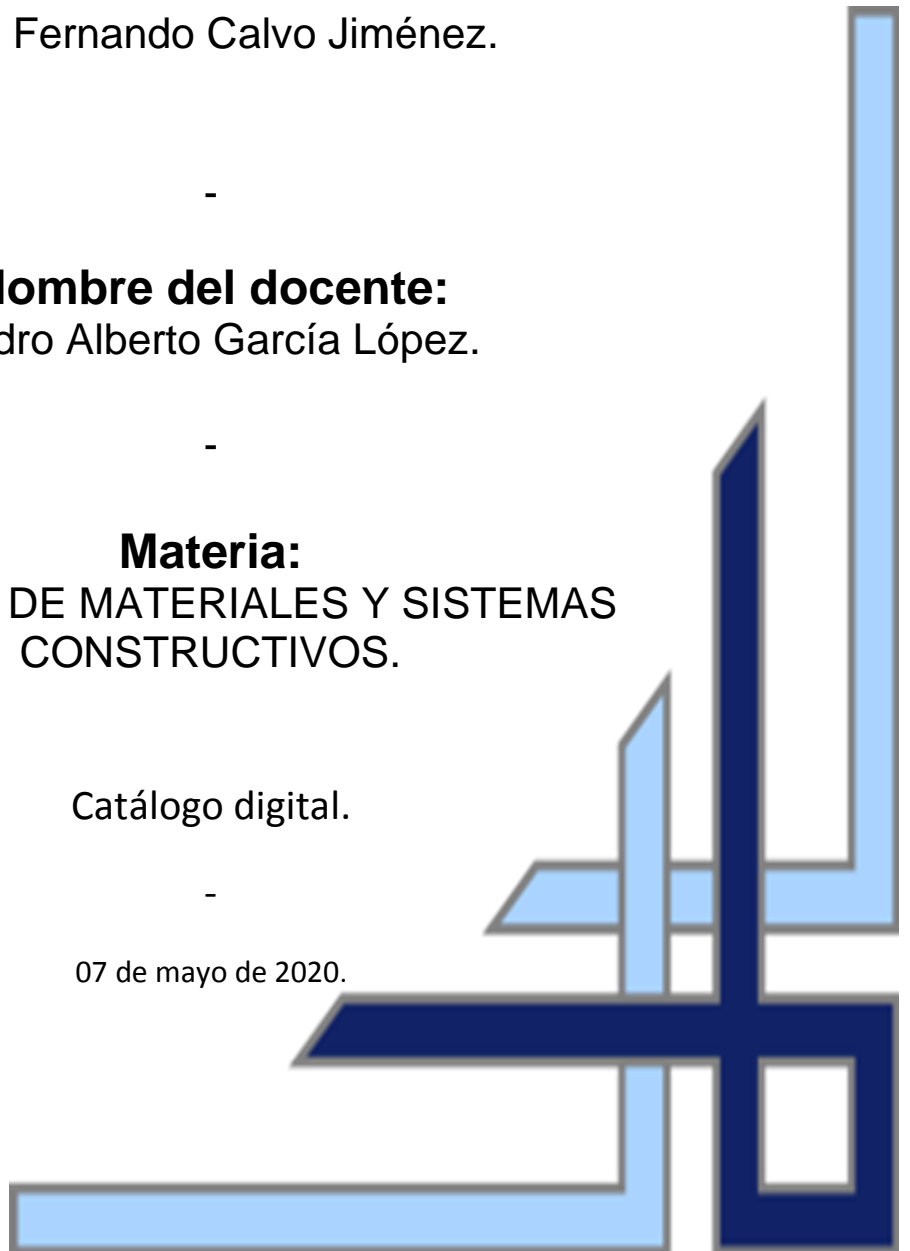 Fernando Calvo Jiménez.
-
ombre del docente:
dro Alberto García López.
-
Materia:
DE MATERIALES Y SISTEMAS
CONSTRUCTIVOS.
Catálogo digital.
-
07 de mayo de 2020.